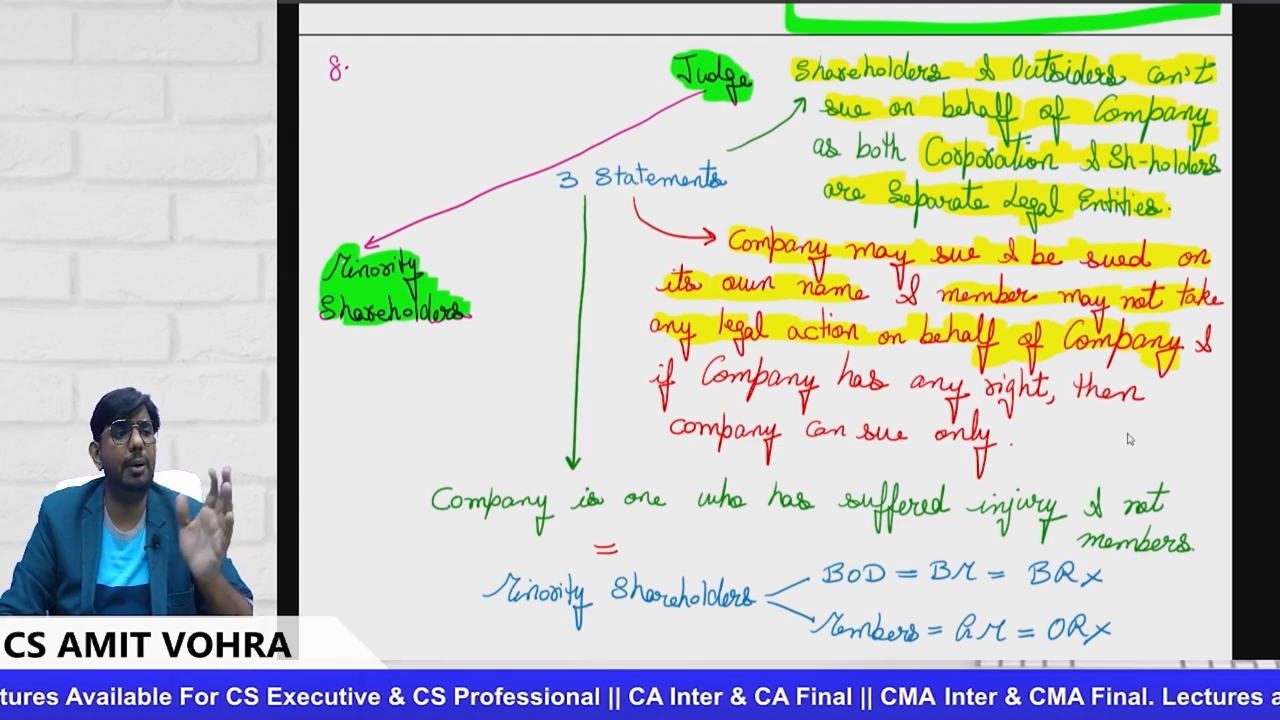 8.
Judge
Shareholders & Outsiders can't
sue on behalf of Company
as both Corporation & Sh-holders
are Separate Legal Entities.
3 Statements
Minority
Shareholders
Company may sue & be sued on
its own name & member may not take
any legal action on behalf of Company &
if Company has any right, then
company can sue only.
Company is one who has suffered injury & not
members.
=
Minority Shareholders
BOD = BM = BR×
Members = GM = OR×
CS AMIT VOHRA
tures Available For CS Executive & CS Professional || CA Inter & CA Final || CMA Inter & CMA Final. Lectures a